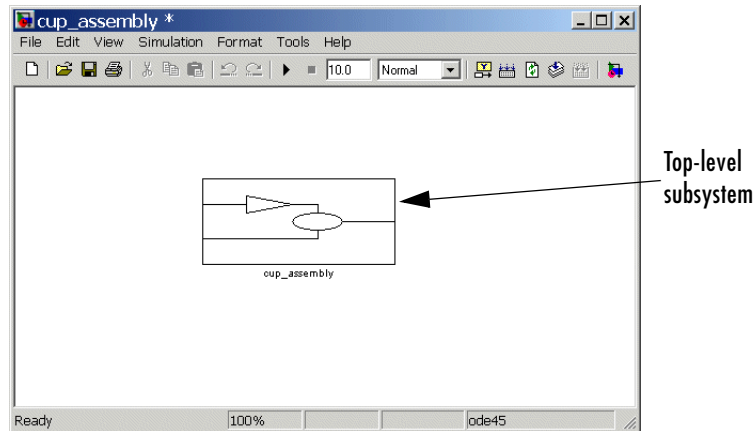 cup_assembly *
File Edit View Simulation Format Tools Help
10.0 Normal
Top-level
subsystem
cup_assembly
Ready 100% ode45